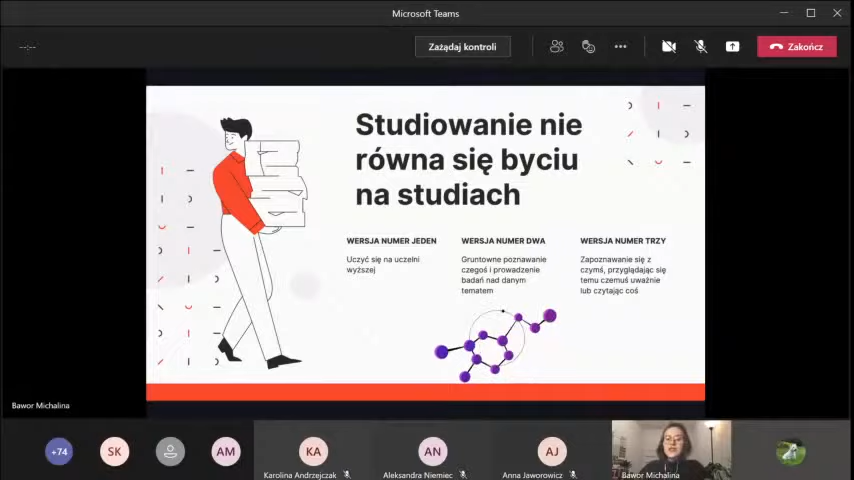 Microsoft Teams
--:--
Zażądaj kontroli
Zakończ
Studiowanie nie
równa się byciu
na studiach
WERSJA NUMER JEDEN
Uczyć się na uczelni
wyższej
WERSJA NUMER DWA
Gruntowne poznawanie
czegoś i prowadzenie
badań nad danym
tematem
WERSJA NUMER TRZY
Zapoznawanie się z
czymś, przyglądając się
temu czemuś uważnie
lub czytając coś
Bawor Michalina
+74
SK
AM
KA
Karolina Andrzejczak
AN
Aleksandra Niemiec
AJ
Anna Jaworowicz
Bawor Michalina